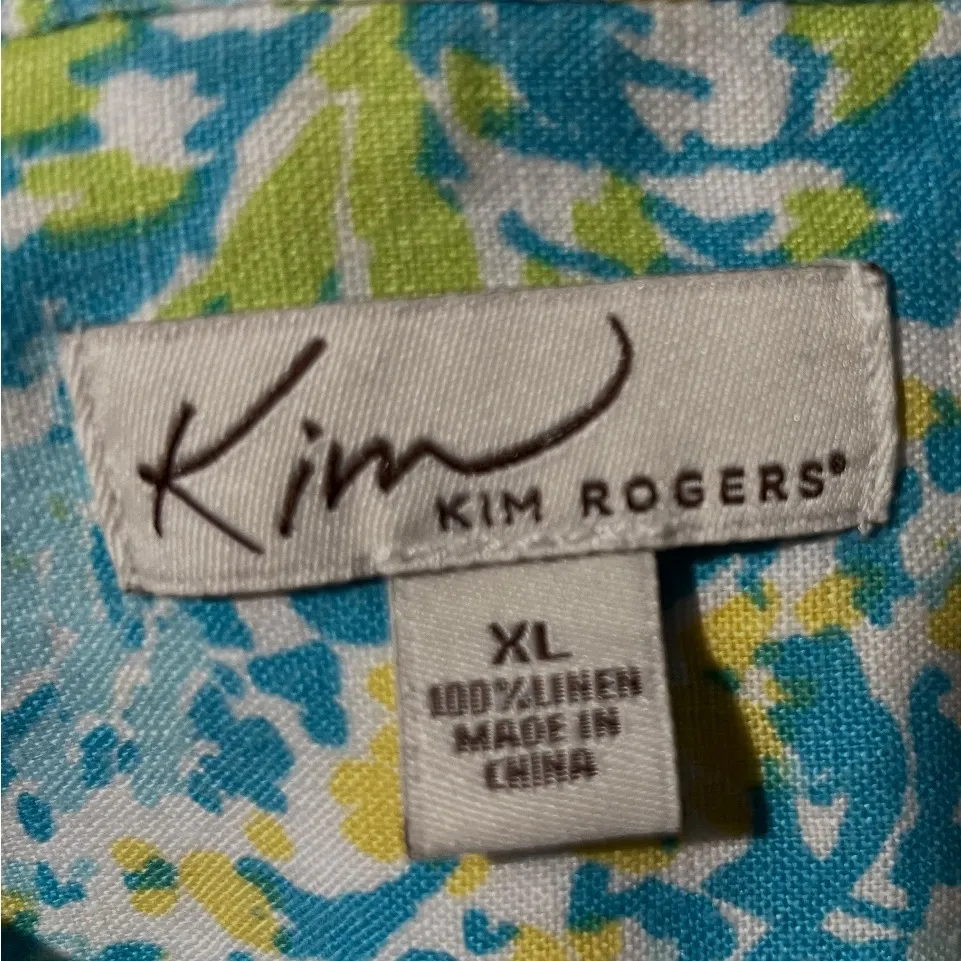 Kim
KIM ROGERS®
XL
100%LINEN
MADE IN
CHINA